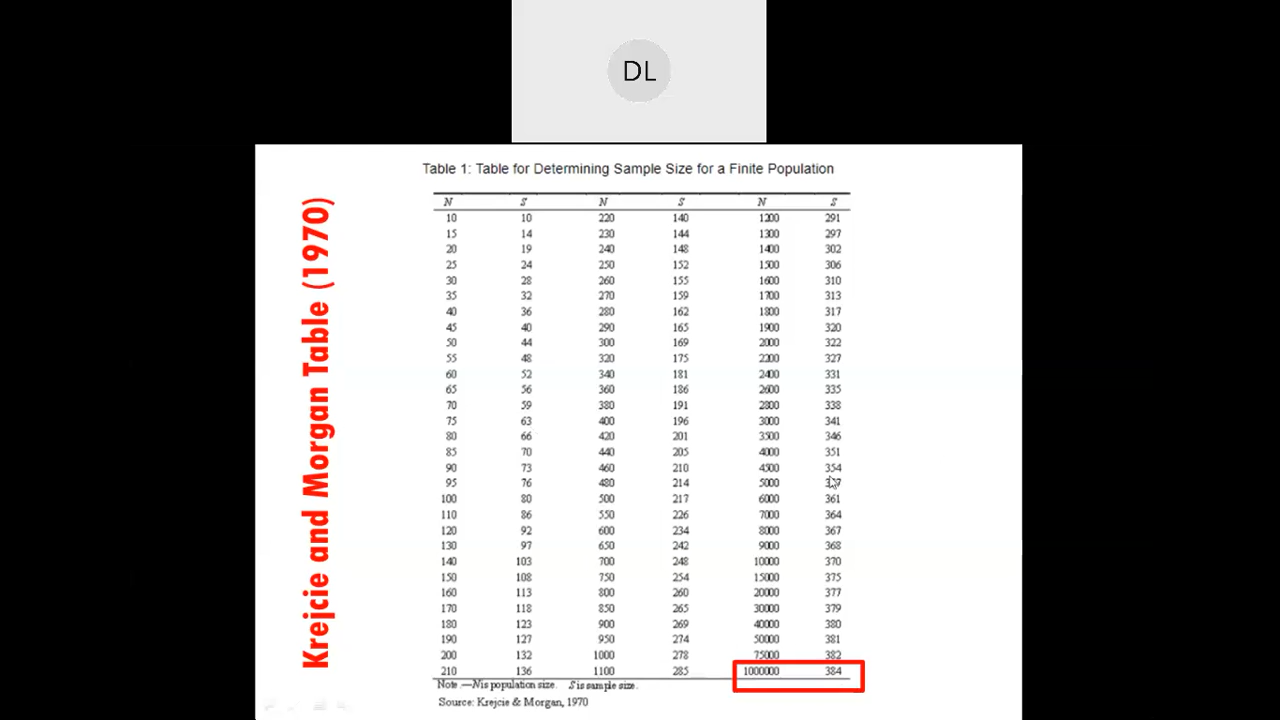 DL
Table 1: Table for Determining Sample Size for a Finite Population
Krejcie and Morgan Table (1970)
N S N S N S
10 10 220 140 1200 291
15 14 230 144 1300 297
20 19 240 148 1400 302
25 24 250 152 1500 306
30 28 260 155 1600 310
35 32 270 159 1700 313
40 36 280 162 1800 317
45 40 290 165 1900 320
50 44 300 169 2000 322
55 48 320 175 2200 327
60 52 340 181 2400 331
65 56 360 186 2600 335
70 59 380 191 2800 338
75 63 400 196 3000 341
80 66 420 201 3500 346
85 70 440 205 4000 351
90 73 460 210 4500 354
95 76 480 214 5000
100 80 500 217 6000 361
110 86 550 226 7000 364
120 92 600 234 8000 367
130 97 650 242 9000 368
140 103 700 248 10000 370
150 108 750 254 15000 375
160 113 800 260 20000 377
170 118 850 265 30000 379
180 123 900 269 40000 380
190 127 950 274 50000 381
200 132 1000 278 75000 382
210 136 1100 285 1000000 384
Note.—N is population size. S is sample size.
Source: Krejcie & Morgan, 1970